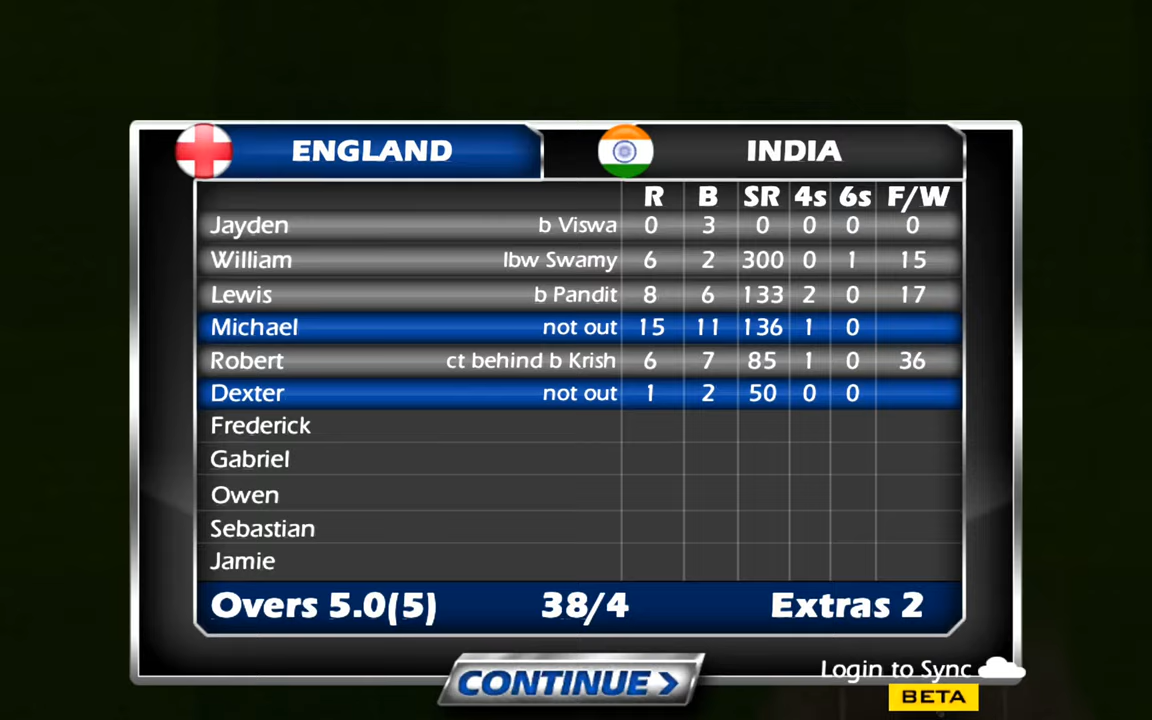 ENGLAND INDIA
R B SR 4s 6s F/W
Jayden b Viswa 0 3 0 0 0 0
William lbw Swamy 6 2 300 0 1 15
Lewis b Pandit 8 6 133 2 0 17
Michael not out 15 11 136 1 0
Robert ct behind b Krish 6 7 85 1 0 36
Dexter not out 1 2 50 0 0
Frederick
Gabriel
Owen
Sebastian
Jamie
Overs 5.0(5) 38/4 Extras 2
Login to Sync
CONTINUE >
BETA